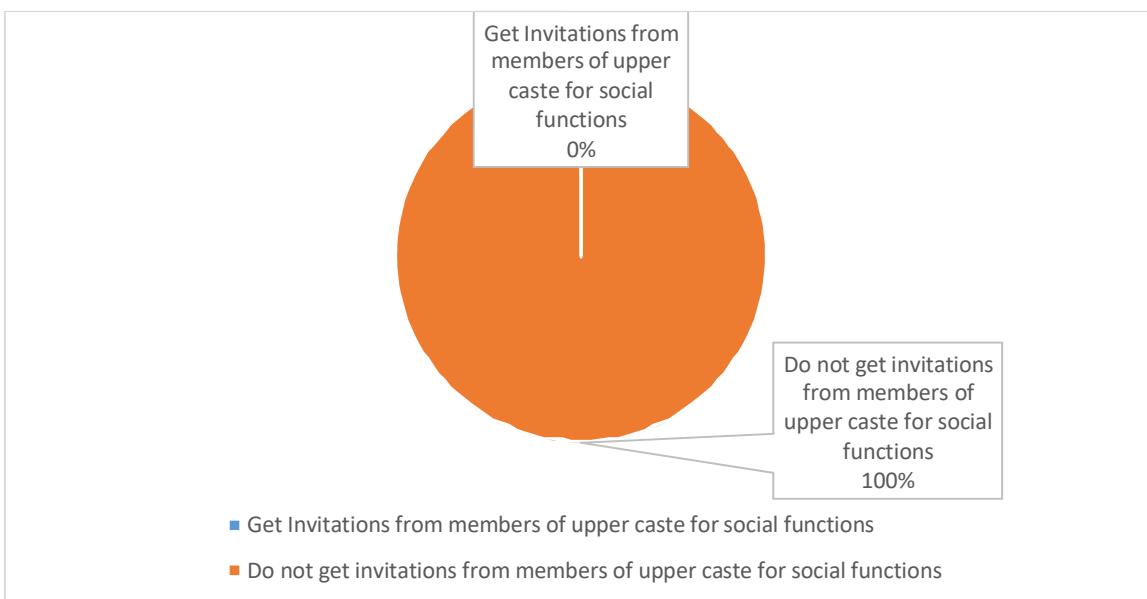 Get Invitations from
members of upper
caste for social
functions
0%
Do not get invitations
from members of
upper caste for social
functions
100%
Get Invitations from members of upper caste for social functions
Do not get invitations from members of upper caste for social functions